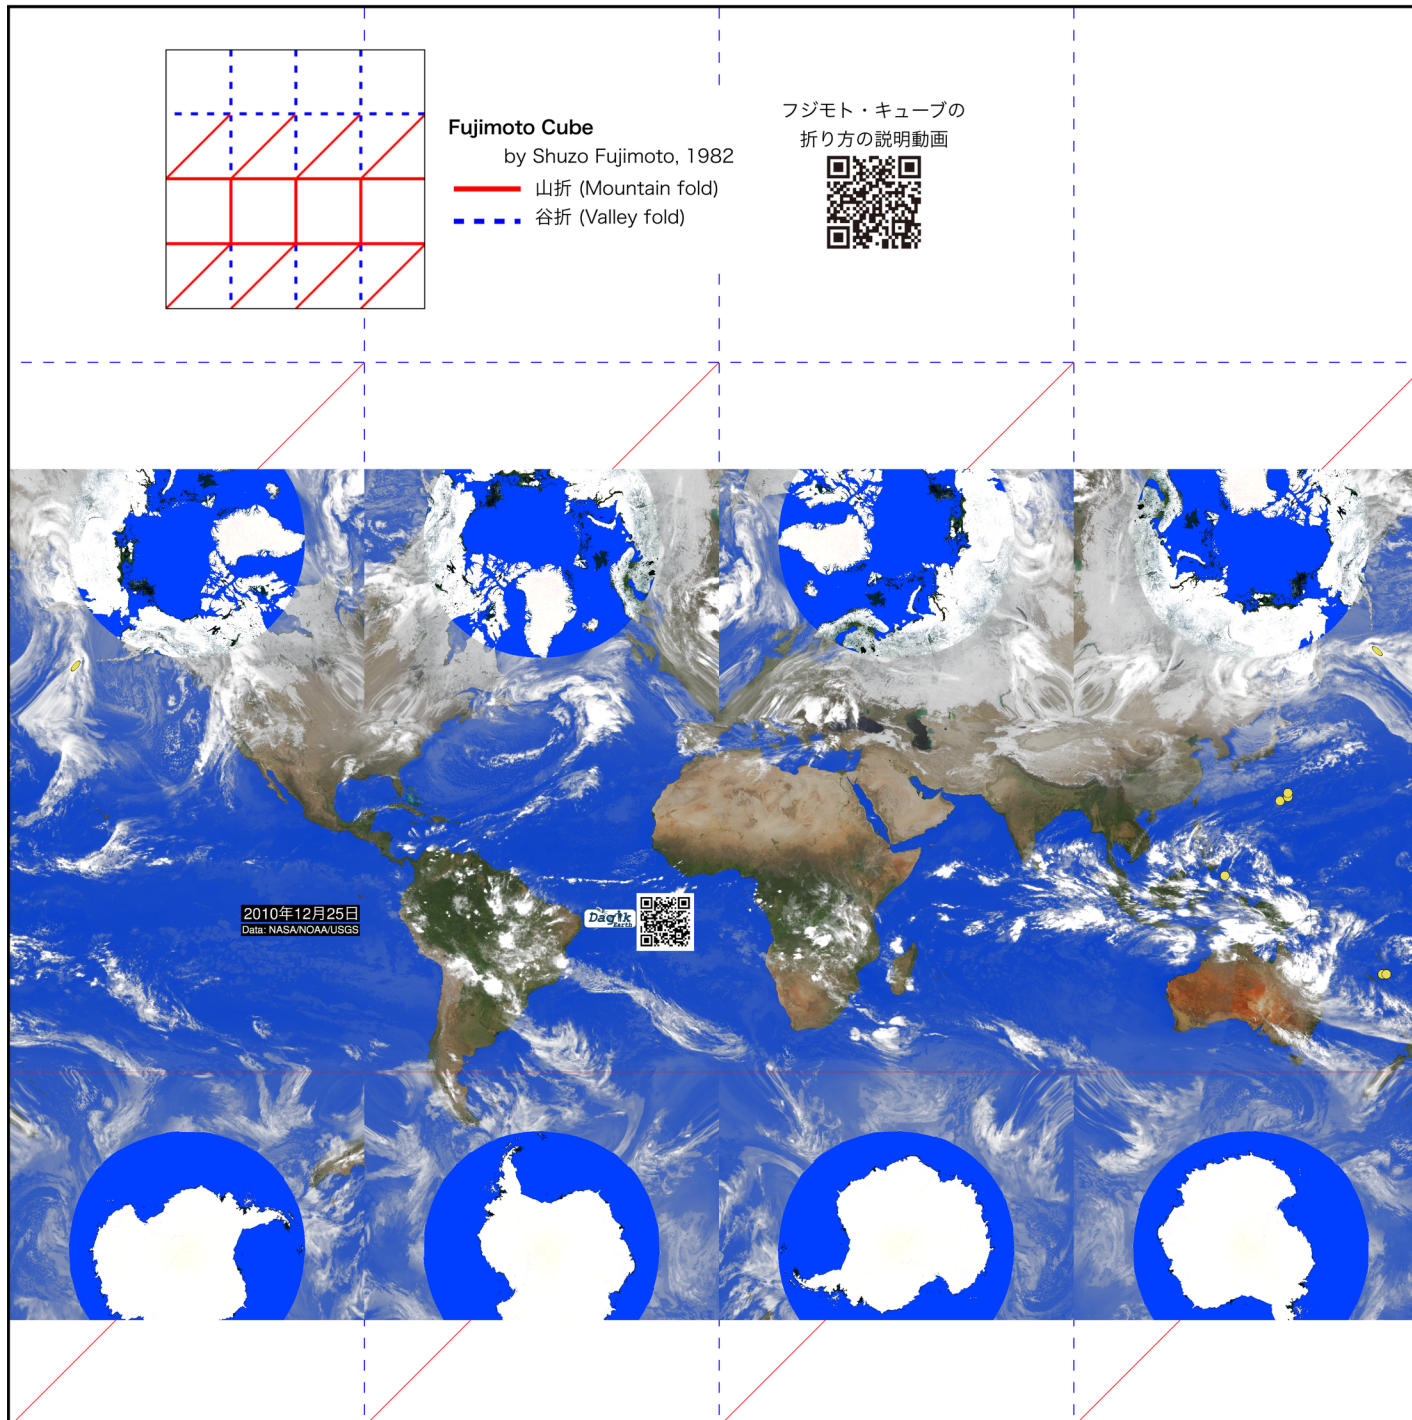 Fujimoto Cube
by Shuzo Fujimoto, 1982
山折 (Mountain fold)
谷折 (Valley fold)
フジモト・キューブの
折り方の説明動画
2010年12月25日
Data: NASA/NOAA/USGS
Dagik
Earth